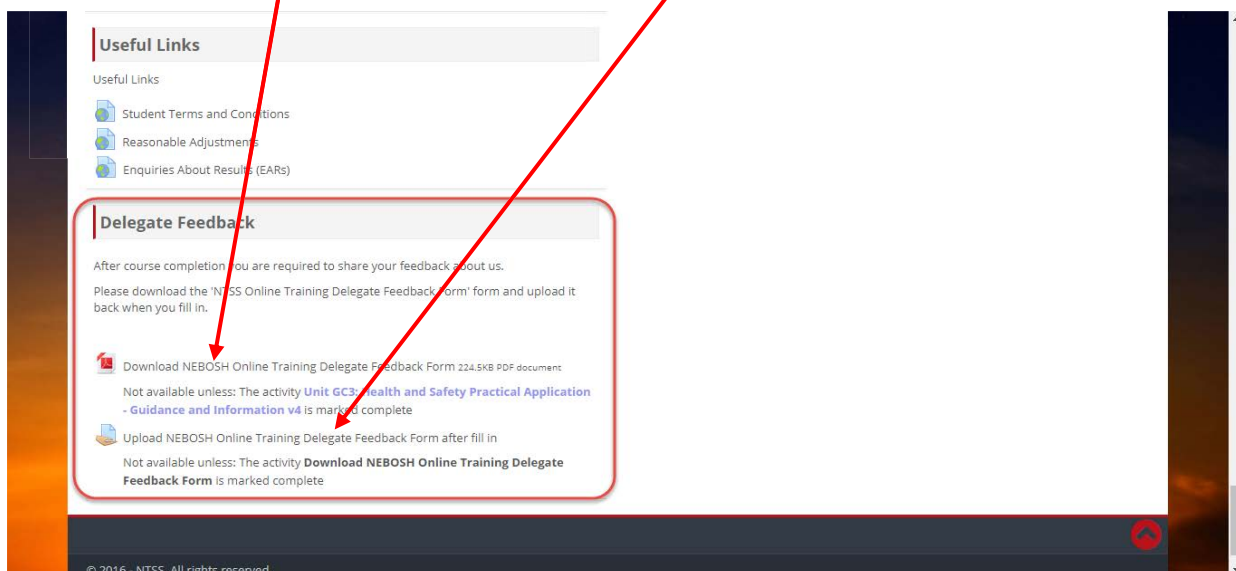 Useful Links
Useful Links
Student Terms and Conditions
Reasonable Adjustments
Enquiries About Results (EARs)
Delegate Feedback
After course completion you are required to share your feedback about us.
Please download the 'NTSS Online Training Delegate Feedback Form' form and upload it
back when you fill in.
Download NEBOSH Online Training Delegate Feedback Form 224.5KB PDF document
Not available unless: The activity Unit GC3: Health and Safety Practical Application
- Guidance and Information v4 is marked complete
Upload NEBOSH Online Training Delegate Feedback Form after fill in
Not available unless: The activity Download NEBOSH Online Training Delegate
Feedback Form is marked complete
© 2016 - NTSS. All rights reserved